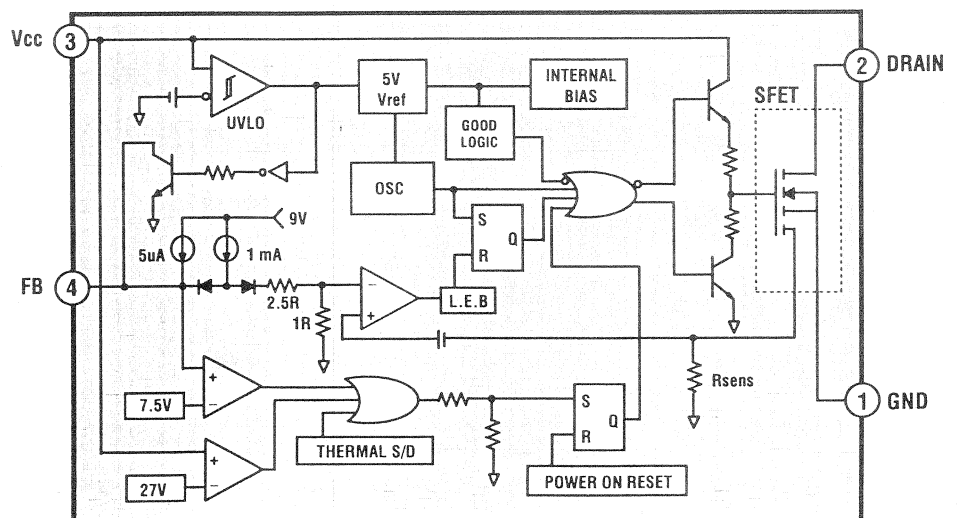 Vcc 3
2 DRAIN
5V
Vref
INTERNAL
BIAS
SFET
UVLO
GOOD
LOGIC
OSC
9V
S
R
Q
5uA
1 mA
FB 4
2.5R
1R
−
+
L.E.B
Rsens
1 GND
+
−
7.5V
THERMAL S/D
S
R
Q
+
−
27V
POWER ON RESET